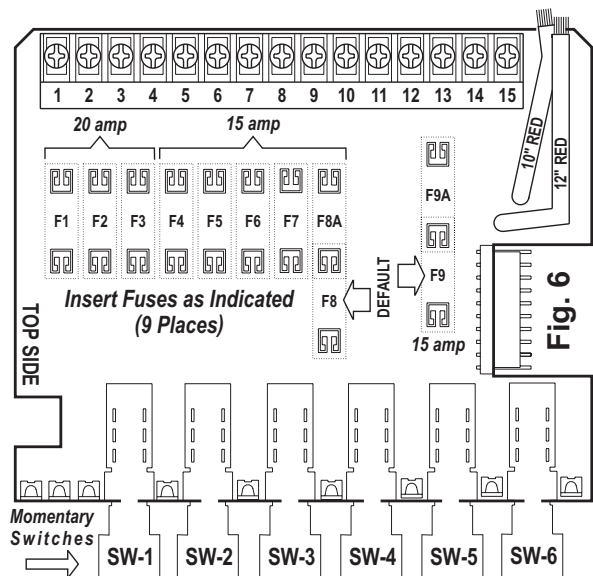 1 2 3 4 5 6 7 8 9 10 11 12 13 14 15
20 amp
15 amp
10" RED
12" RED
F1 F2 F3 F4 F5 F6 F7 F8A
F9A
F8
DEFAULT
F9
15 amp
Insert Fuses as Indicated
(9 Places)
TOP SIDE
Fig. 6
Momentary
Switches
SW-1 SW-2 SW-3 SW-4 SW-5 SW-6